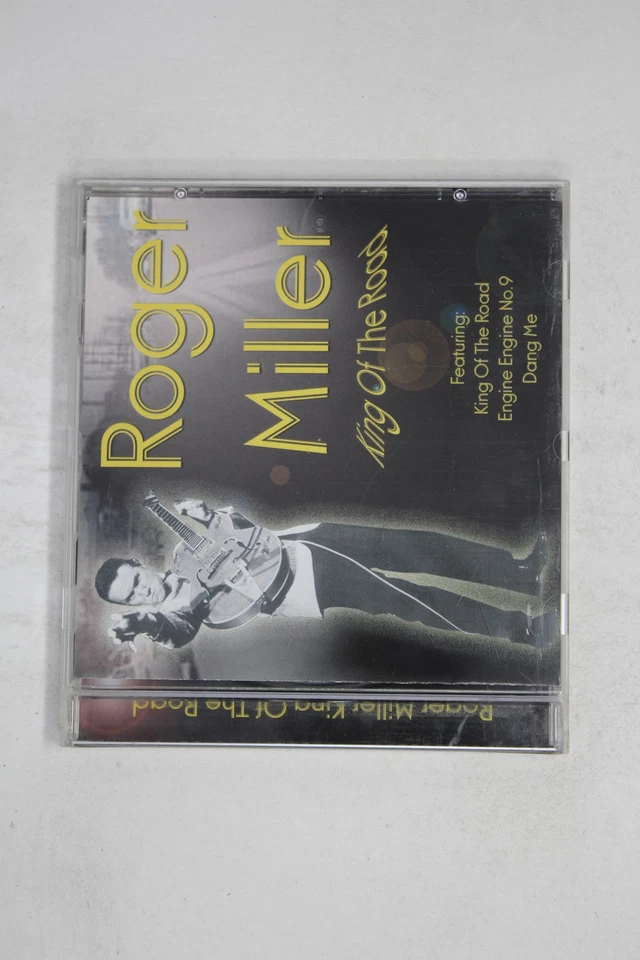 Roger
Miller
King Of The Road
Featuring:
King Of The Road
Engine Engine No.9
Dang Me
Roger Miller King Of The Road